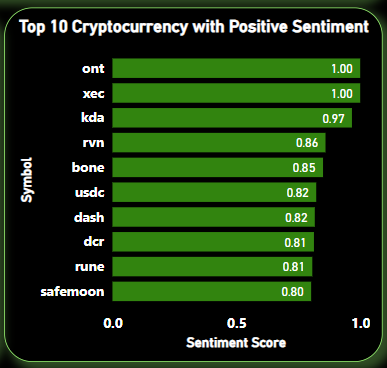 Top 10 Cryptocurrency with Positive Sentiment
Symbol
ont 1.00
xec 1.00
kda 0.97
rvn 0.86
bone 0.85
usdc 0.82
dash 0.82
dcr 0.81
rune 0.81
safemoon 0.80
0.0 0.5 1.0
Sentiment Score